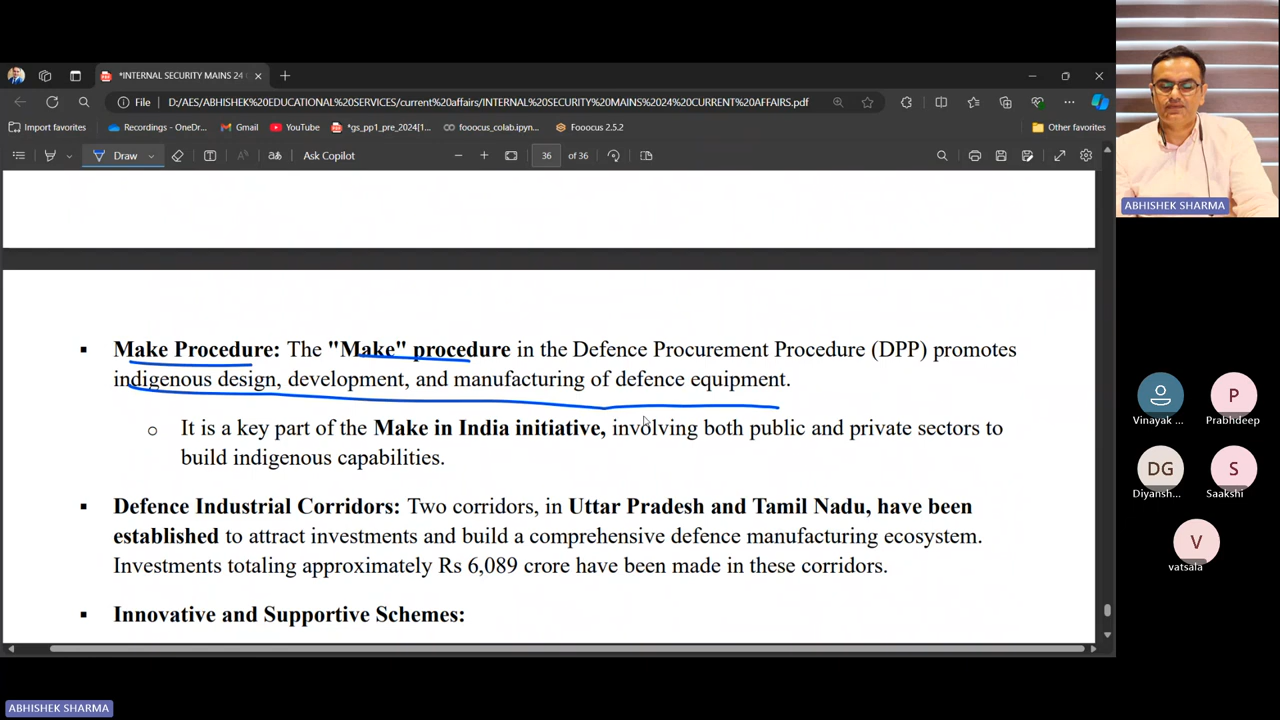 *INTERNAL SECURITY MAINS 24
File
D:/AES/ABHISHEK%20EDUCATIONAL%20SERVICES/current%20affairs/INTERNAL%20SECURITY%20MAINS%202024%20CURRENT%20AFFAIRS.pdf
Import favorites
Recordings - OneDr...
Gmail
YouTube
*gs_pp1_pre_2024[1...
fooocus_colab.ipyn...
Fooocus 2.5.2
Other favorites
Draw
Ask Copilot
36 of 36
ABHISHEK SHARMA
▪ Make Procedure: The "Make" procedure in the Defence Procurement Procedure (DPP) promotes
indigenous design, development, and manufacturing of defence equipment.
o It is a key part of the Make in India initiative, involving both public and private sectors to
build indigenous capabilities.
▪ Defence Industrial Corridors: Two corridors, in Uttar Pradesh and Tamil Nadu, have been
established to attract investments and build a comprehensive defence manufacturing ecosystem.
Investments totaling approximately Rs 6,089 crore have been made in these corridors.
▪ Innovative and Supportive Schemes:
Vinayak ...
P
Prabhdeep
DG
Diyansh...
S
Saakshi
V
vatsala
ABHISHEK SHARMA